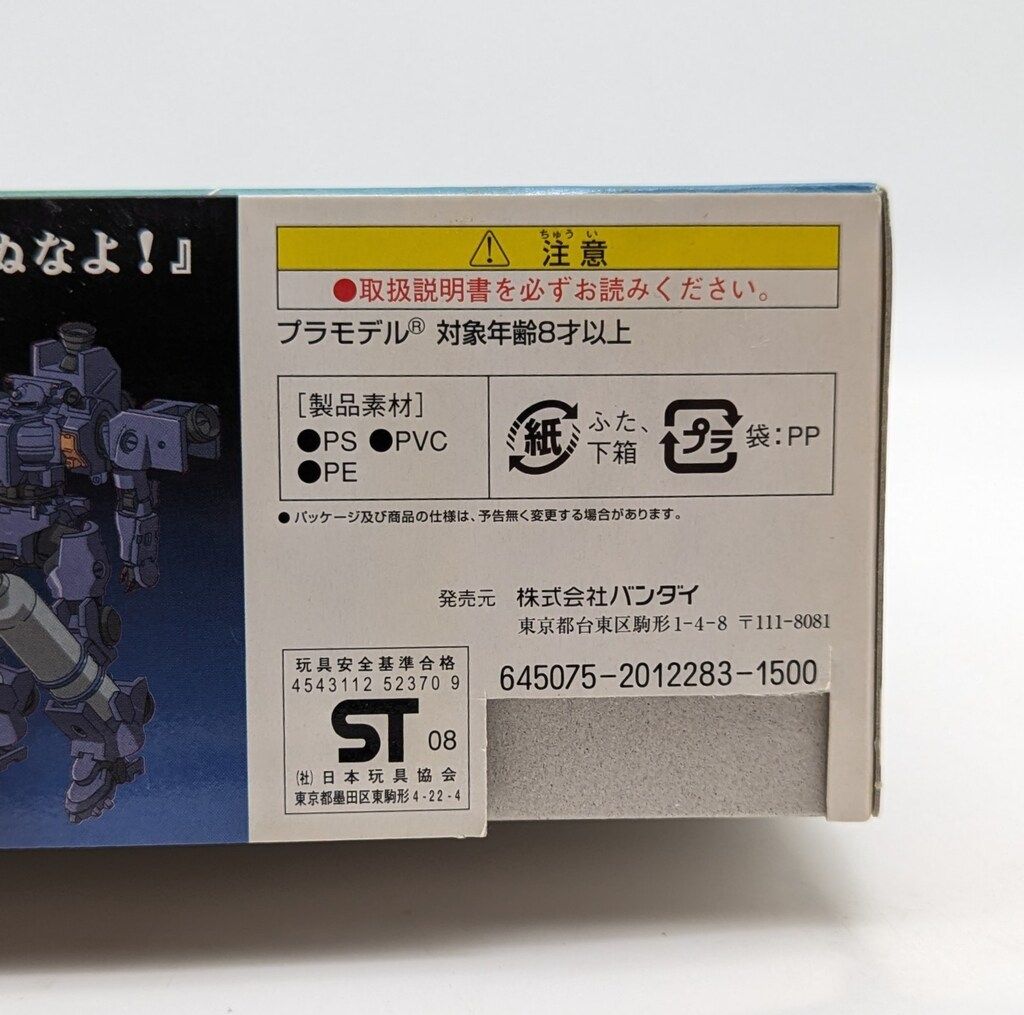 ぬなよ！』
ちゅう い
注意
●取扱説明書を必ずお読みください。
プラモデル® 対象年齢8才以上
［製品素材］
●PS ●PVC
●PE
紙 ふた、
下箱
プラ 袋：PP
●パッケージ及び商品の仕様は、予告無く変更する場合があります。
発売元 株式会社バンダイ
東京都台東区駒形1-4-8 〒111-8081
645075-2012283-1500
玩具安全基準合格
4543112 52370 9
ST 08
(社)日本玩具協会
東京都墨田区東駒形4-22-4